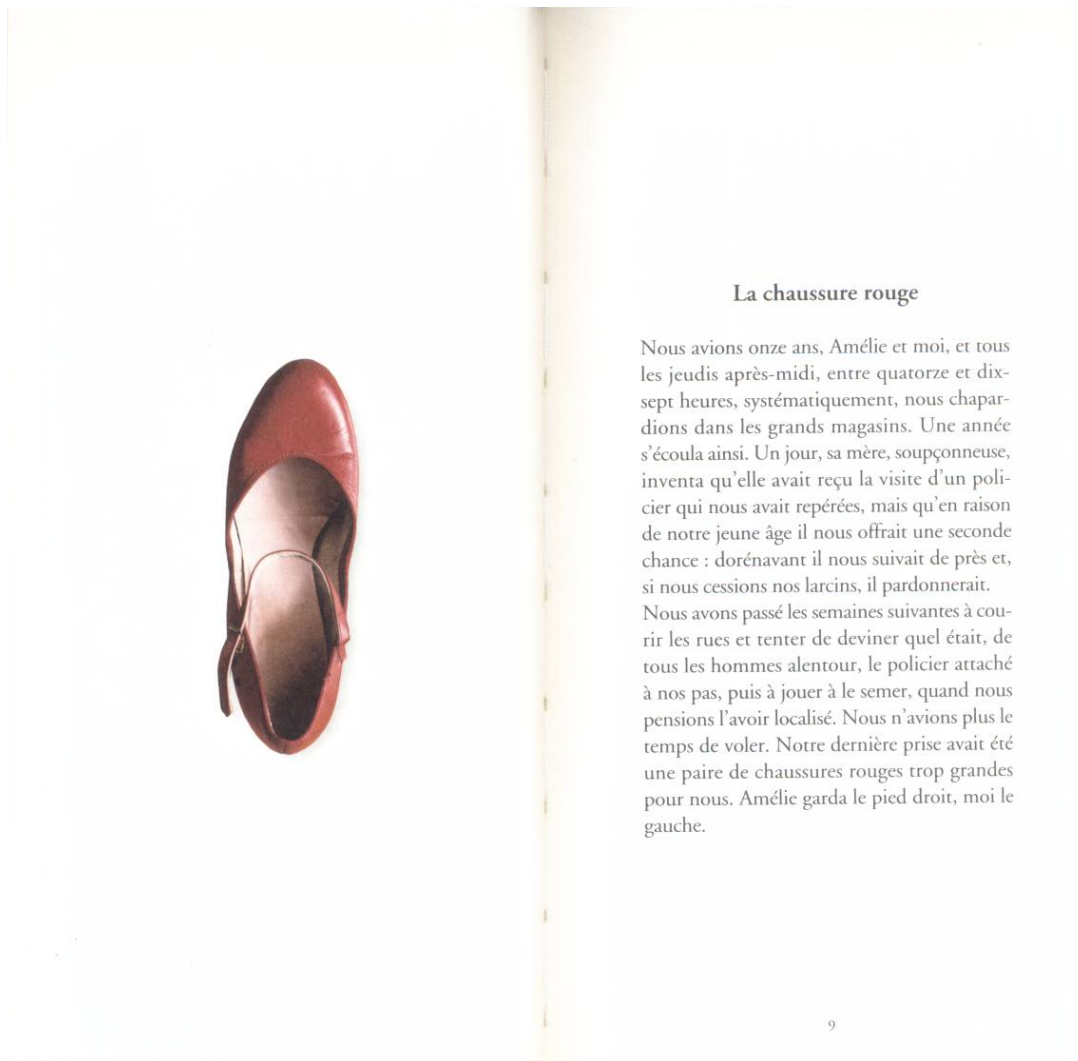 La chaussure rouge
Nous avions onze ans, Amélie et moi, et tous
les jeudis après-midi, entre quatorze et dix-
sept heures, systématiquement, nous chapar-
dions dans les grands magasins. Une année
s'écoula ainsi. Un jour, sa mère, soupçonneuse,
inventa qu'elle avait reçu la visite d'un poli-
cier qui nous avait repérées, mais qu'en raison
de notre jeune âge il nous offrait une seconde
chance : dorénavant il nous suivait de près et,
si nous cessions nos larcins, il pardonnerait.
Nous avons passé les semaines suivantes à cou-
rir les rues et tenter de deviner quel était, de
tous les hommes alentour, le policier attaché
à nos pas, puis à jouer à le semer, quand nous
pensions l'avoir localisé. Nous n'avions plus le
temps de voler. Notre dernière prise avait été
une paire de chaussures rouges trop grandes
pour nous. Amélie garda le pied droit, moi le
gauche.
9